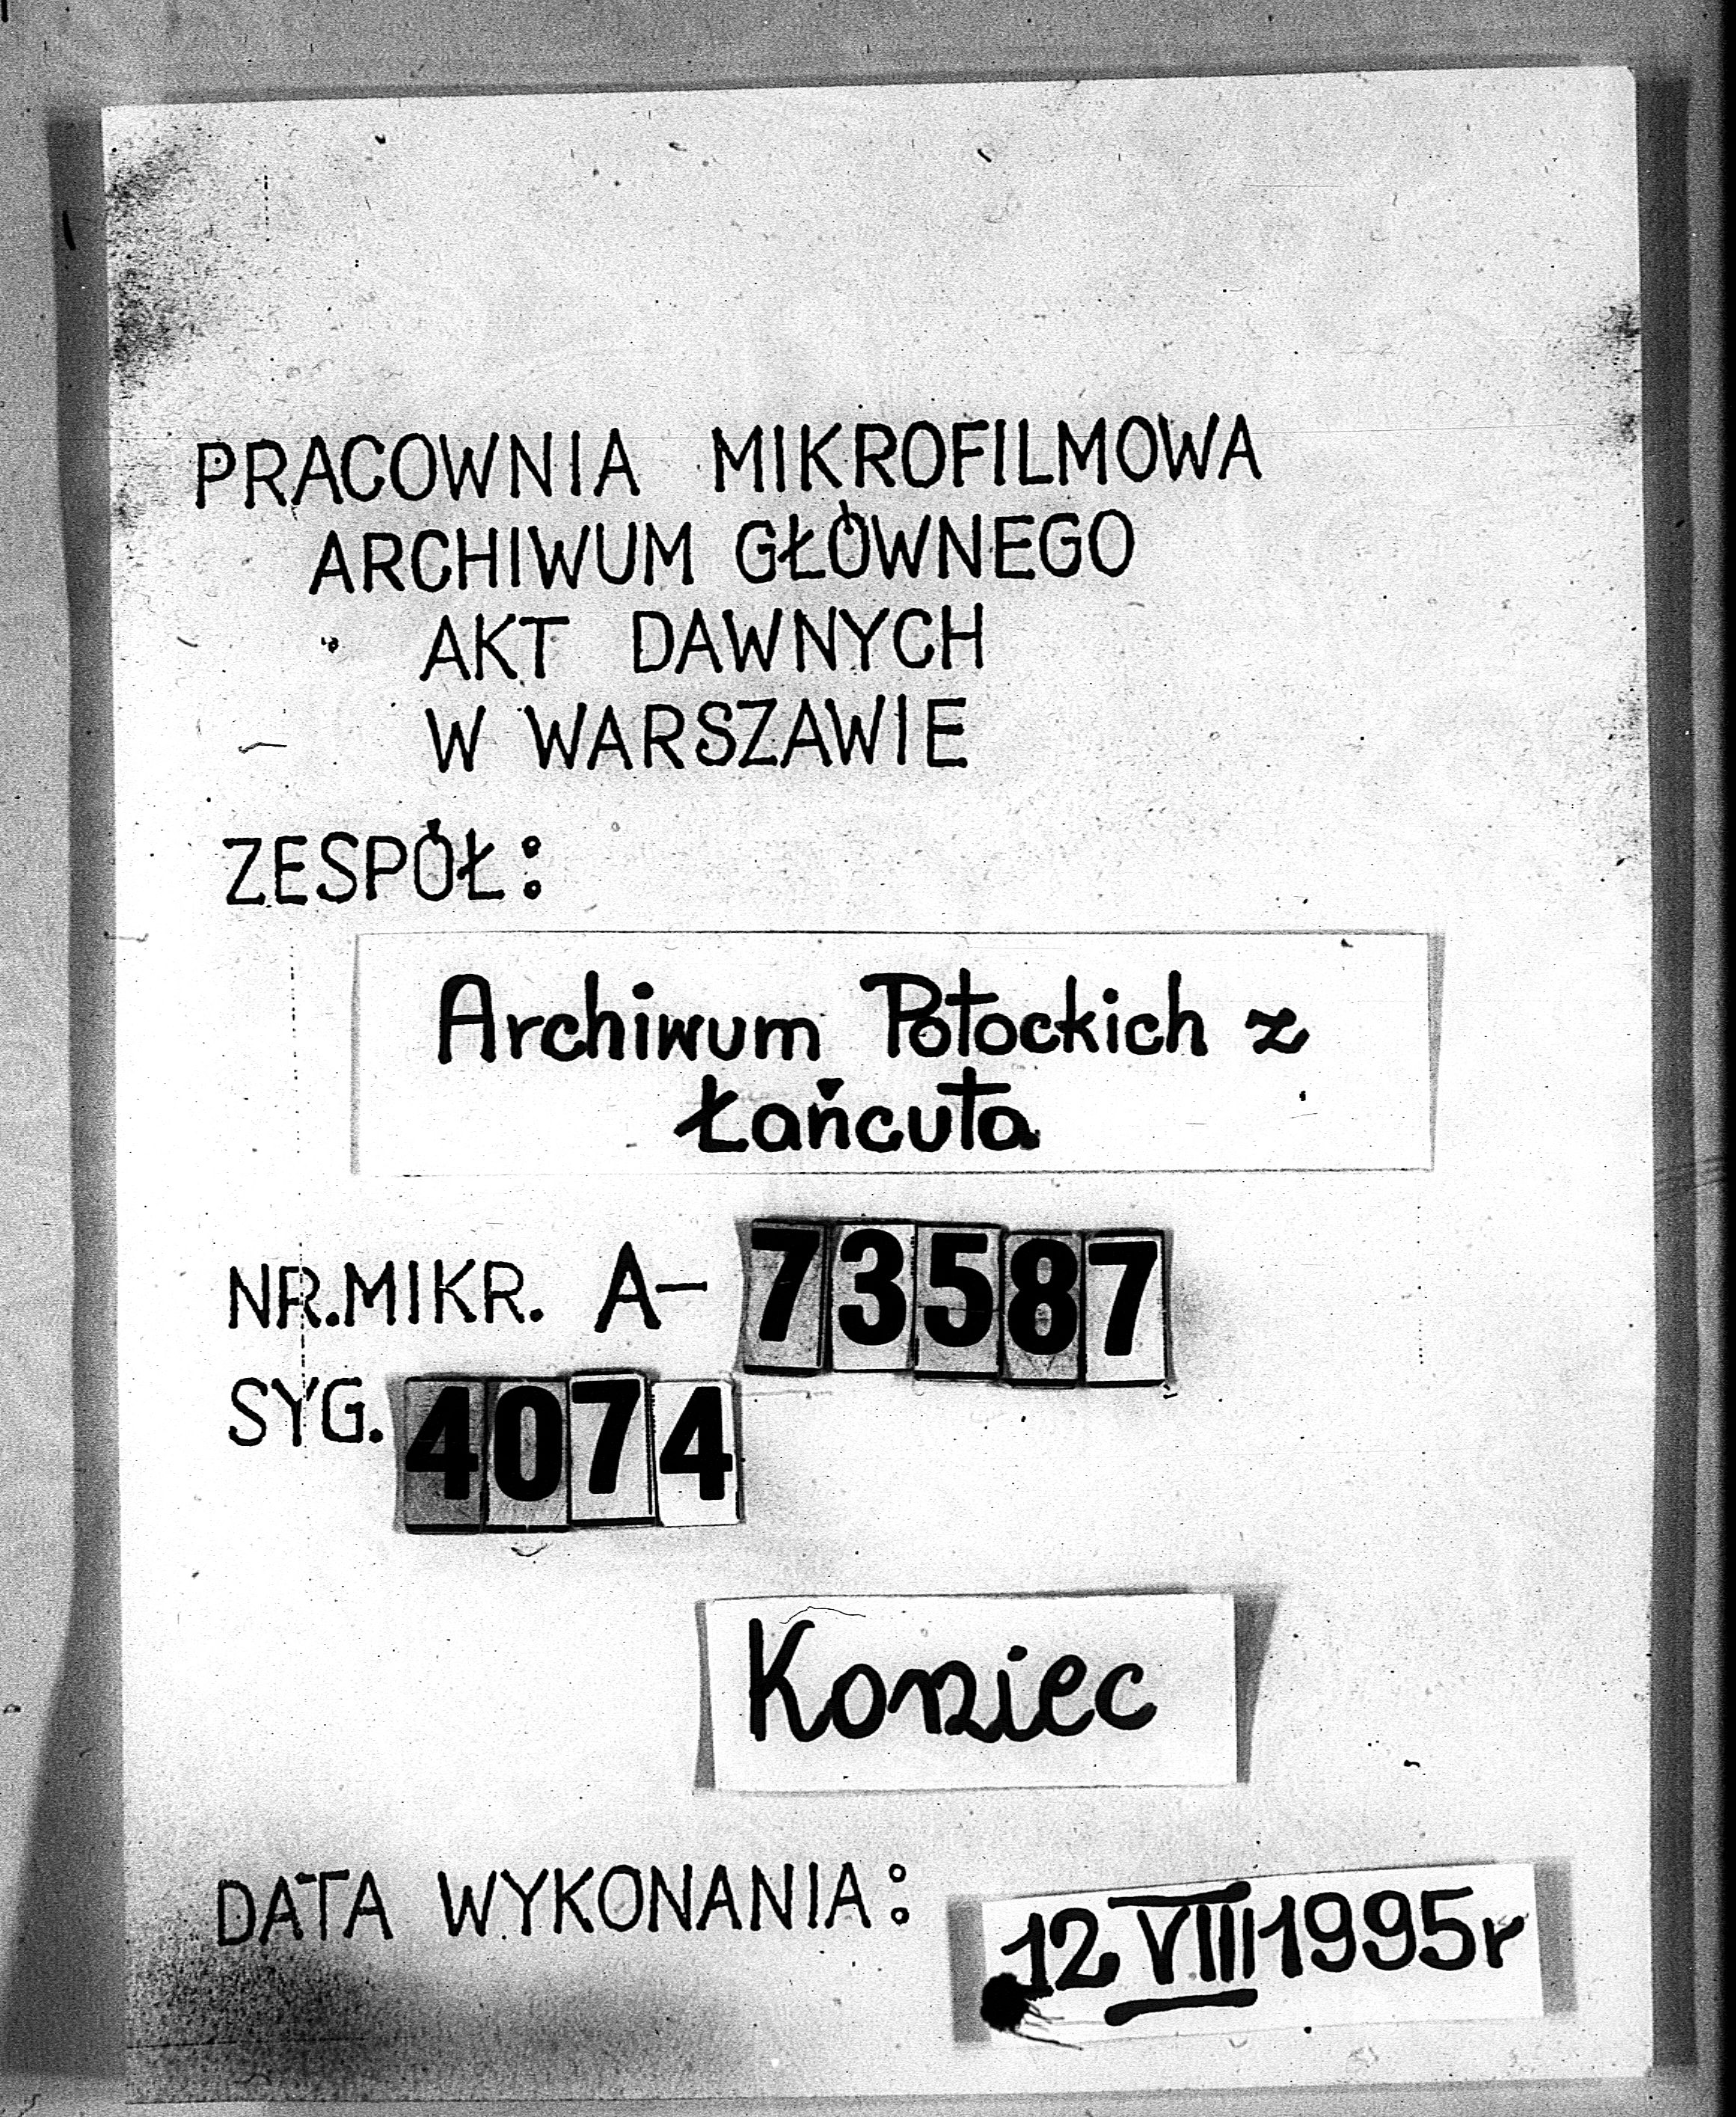 PRACOWNIA MIKROFILMOWA
ARCHIWUM GŁÓWNEGO
AKT DAWNYCH
W WARSZAWIE
ZESPÓŁ:
Archiwum Potockich z
Łańcuta
NR.MIKR. A- 73587
SYG. 4074
Koniec
DATA WYKONANIA: 12 VIII 1995r